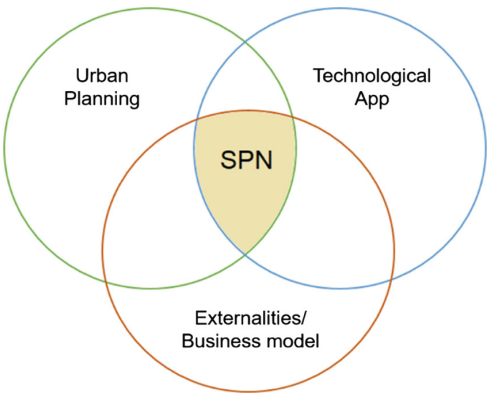 Urban
Planning
Technological
App
SPN
Externalities/
Business model